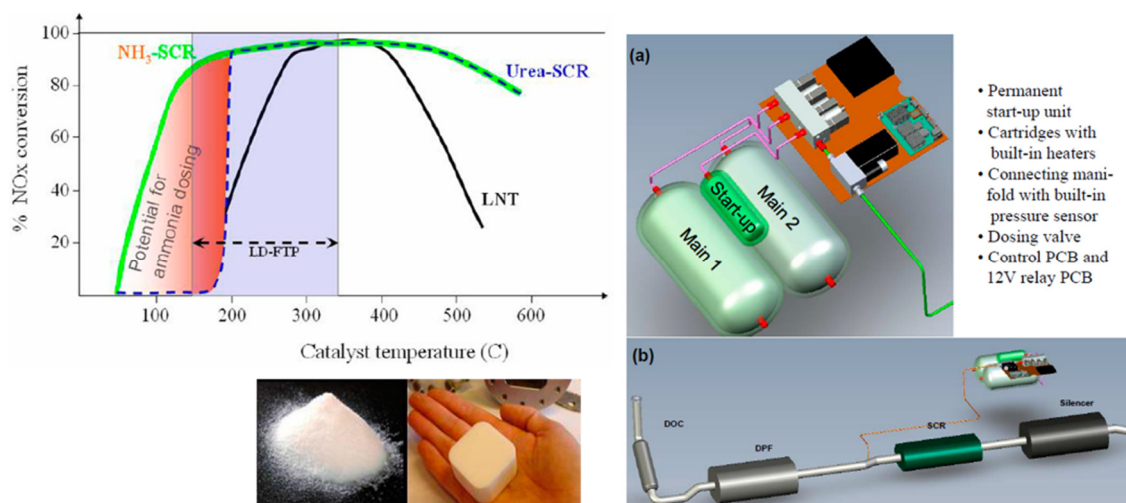 100
80
60
40
20
% NOx conversion
NH3-SCR
Urea-SCR
LNT
Potential for
ammonia dosing
LD-FTP
100
200
300
400
500
600
Catalyst temperature (C)
(a)
Main 1
Start-up
Main 2
• Permanent
start-up unit
• Cartridges with
built-in heaters
• Connecting mani-
fold with built-in
pressure sensor
• Dosing valve
• Control PCB and
12V relay PCB
(b)
DOC
DPF
SCR
Silencer